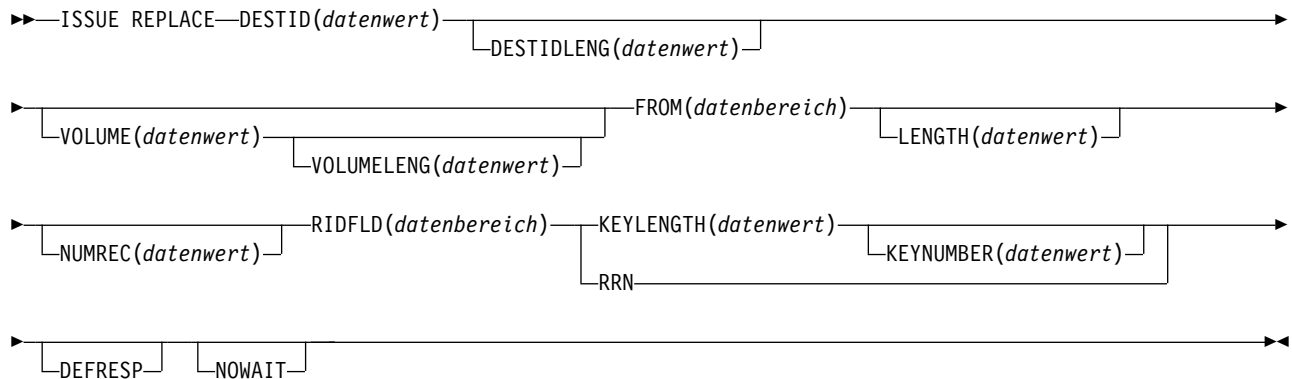 ISSUE REPLACE DESTID(datenwert)
DESTIDLENG(datenwert)
FROM(datenbereich)
VOLUME(datenwert)
LENGTH(datenwert)
VOLUMELENG(datenwert)
RIDFLD(datenbereich) KEYLENGTH(datenwert)
NUMREC(datenwert)
KEYNUMBER(datenwert)
RRN
DEFRESP NOWAIT